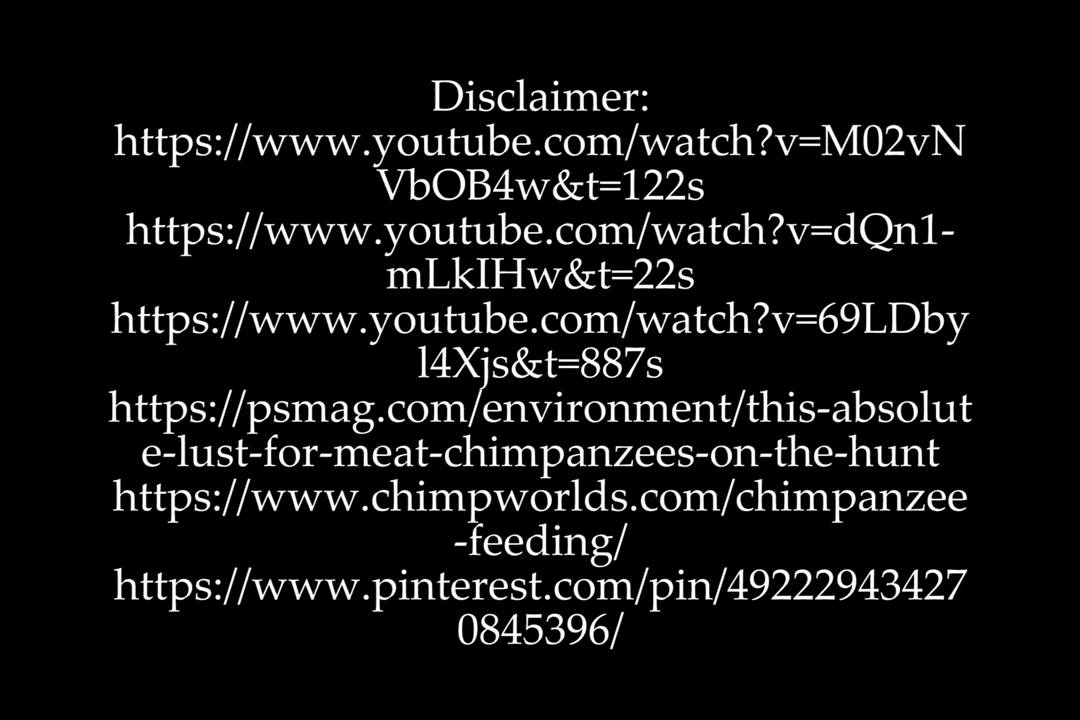 Disclaimer:
https://www.youtube.com/watch?v=M02vN
VbOB4w&t=122s
https://www.youtube.com/watch?v=dQn1-
mLkIHw&t=22s
https://www.youtube.com/watch?v=69LDby
l4Xjs&t=887s
https://psmag.com/environment/this-absolut
e-lust-for-meat-chimpanzees-on-the-hunt
https://www.chimpworlds.com/chimpanzee
-feeding/
https://www.pinterest.com/pin/49222943427
0845396/